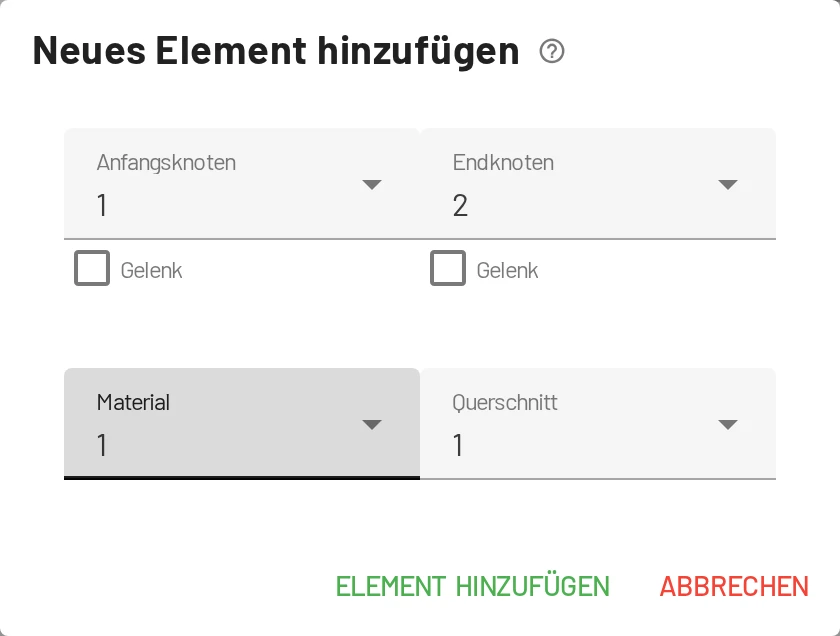 Neues Element hinzufügen ?
Anfangsknoten Endknoten
1 2
Gelenk Gelenk
Material Querschnitt
1 1
ELEMENT HINZUFÜGEN ABBRECHEN